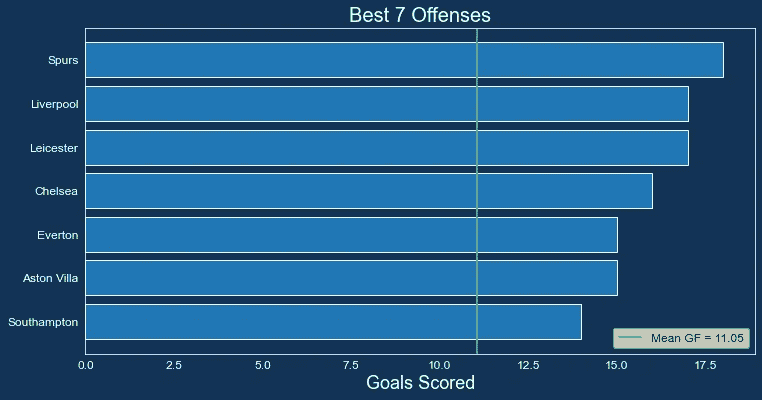 Best 7 Offenses
Spurs
Liverpool
Leicester
Chelsea
Everton
Aston Villa
Southampton
Mean GF = 11.05
0.0 2.5 5.0 7.5 10.0 12.5 15.0 17.5
Goals Scored